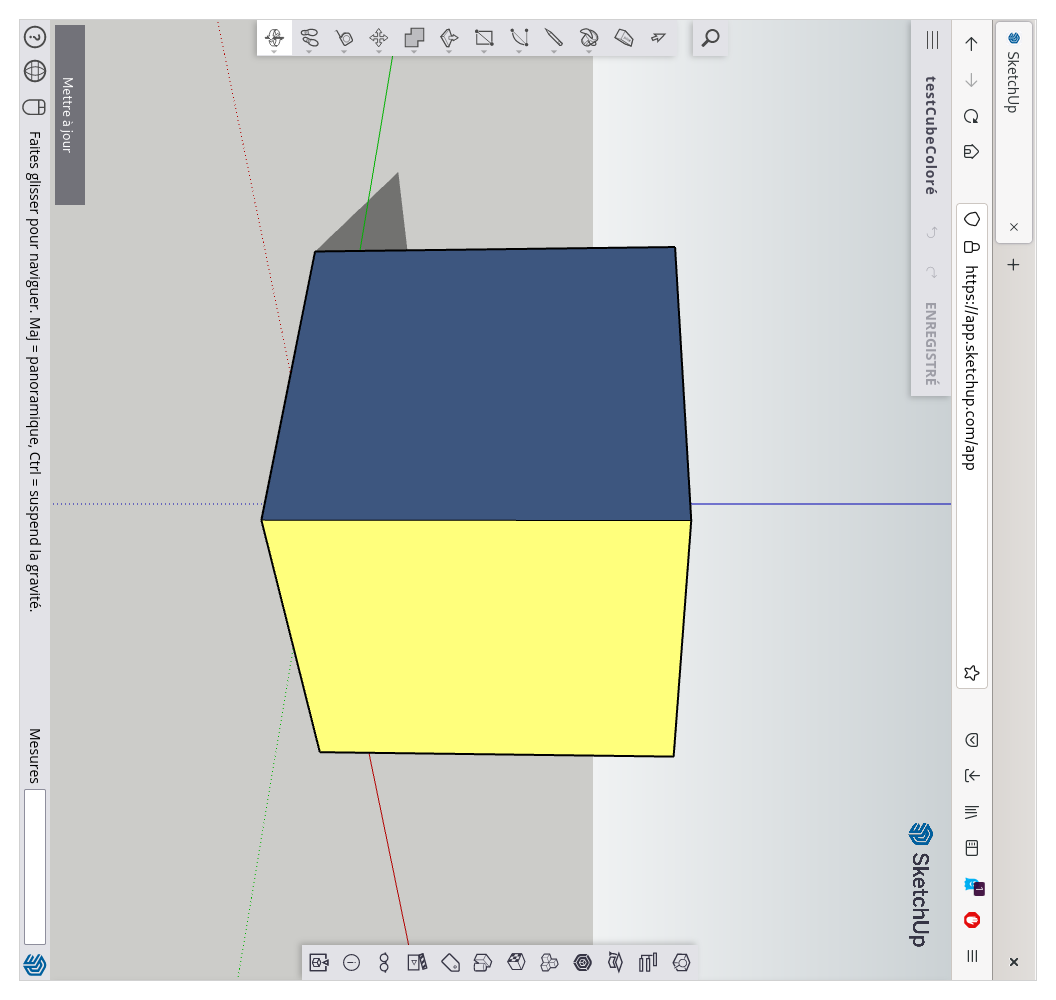 SketchUp
https://app.sketchup.com/app
1
testCubeColoré
ENREGISTRÉ
SketchUp
Mettre à jour
Faites glisser pour naviguer. Maj = panoramique, Ctrl = suspend la gravité.
Mesures